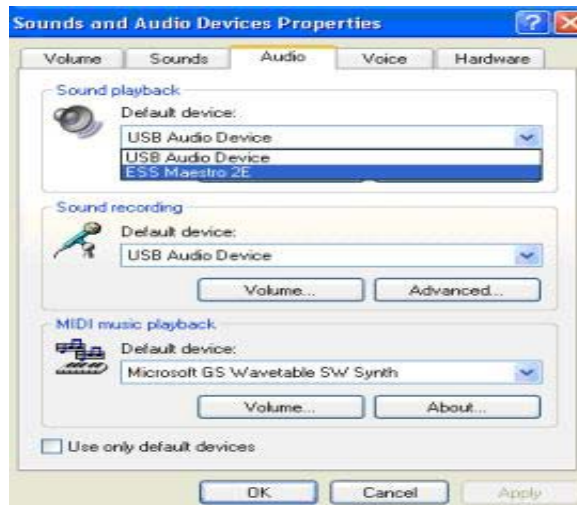 Sounds and Audio Devices Properties
Volume Sounds Audio Voice Hardware
Sound playback
Default device:
USB Audio Device
USB Audio Device
ESS Maestro 2E
Sound recording
Default device:
USB Audio Device
Volume... Advanced...
MIDI music playback
Default device:
Microsoft GS Wavetable SW Synth
Volume... About...
Use only default devices
OK Cancel Apply